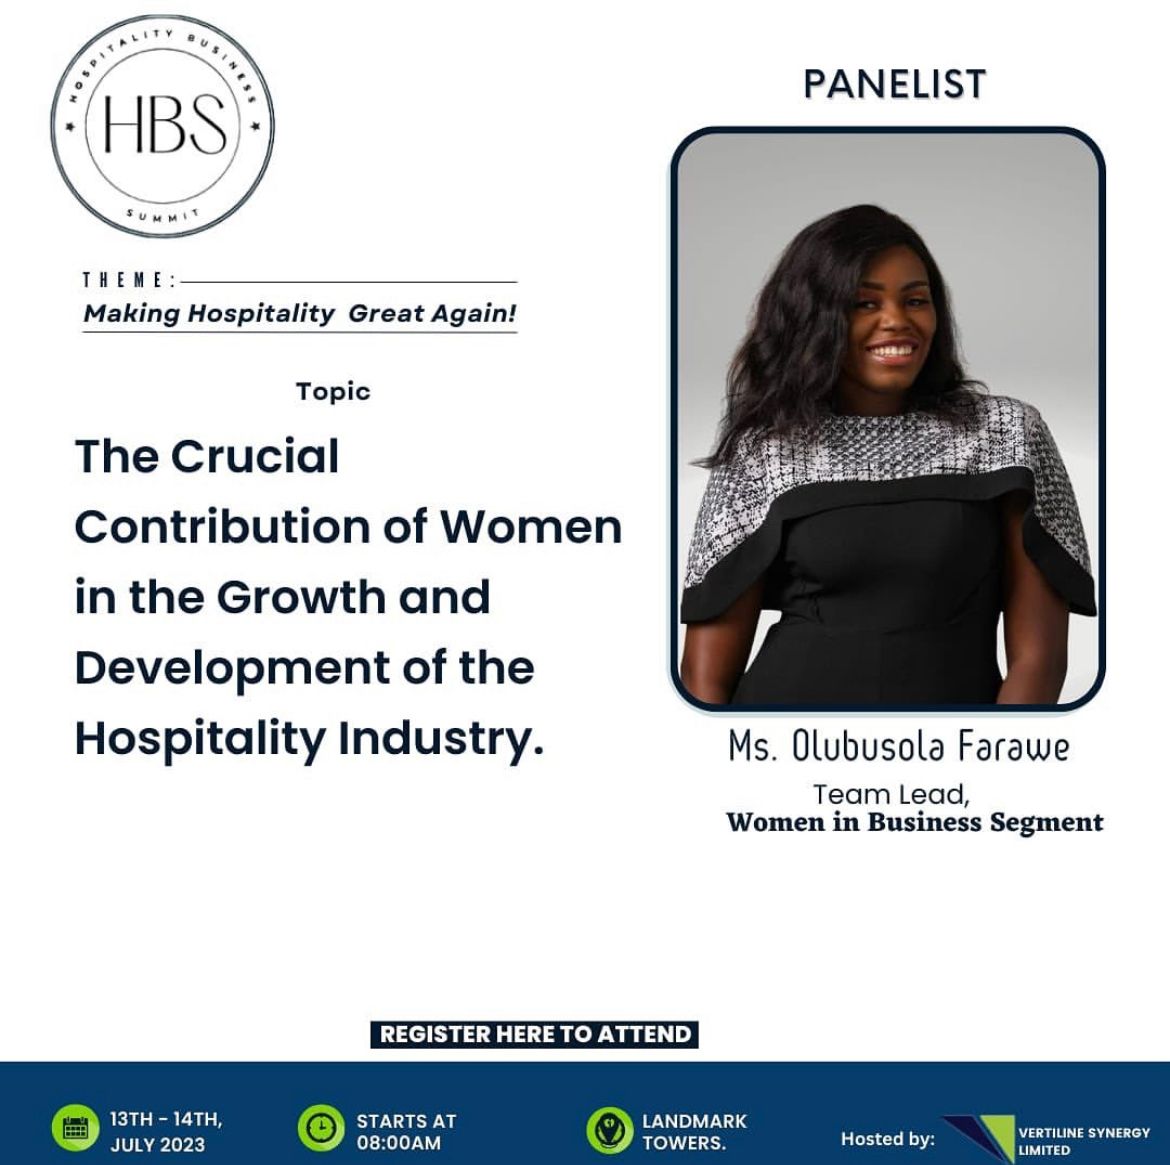 HOSPITALITY BUSINESS
HBS
SUMMIT
PANELIST
THEME:
Making Hospitality Great Again!
Topic
The Crucial
Contribution of Women
in the Growth and
Development of the
Hospitality Industry.
Ms. Olubusola Farawe
Team Lead,
Women in Business Segment
REGISTER HERE TO ATTEND
13TH - 14TH,
JULY 2023
STARTS AT
08:00AM
LANDMARK
TOWERS.
Hosted by:
VERTILINE SYNERGY
LIMITED